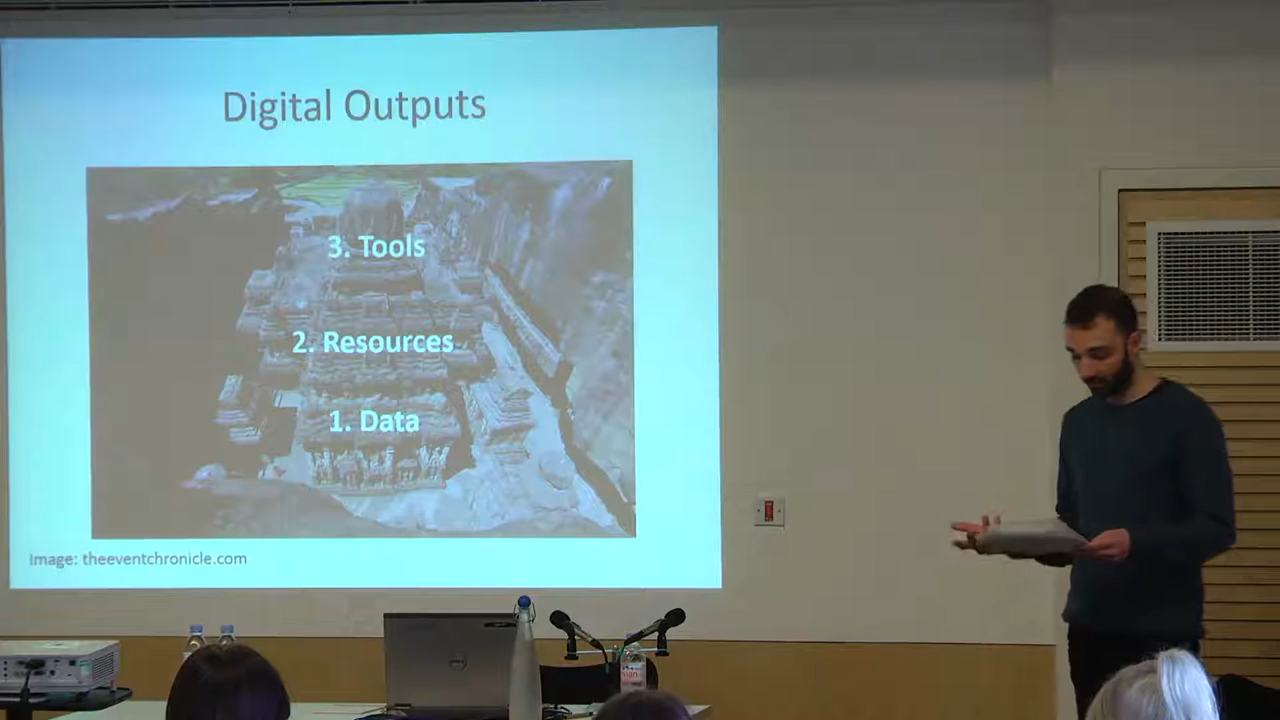 Digital Outputs
3. Tools
2. Resources
1. Data
Image: theeventchronicle.com